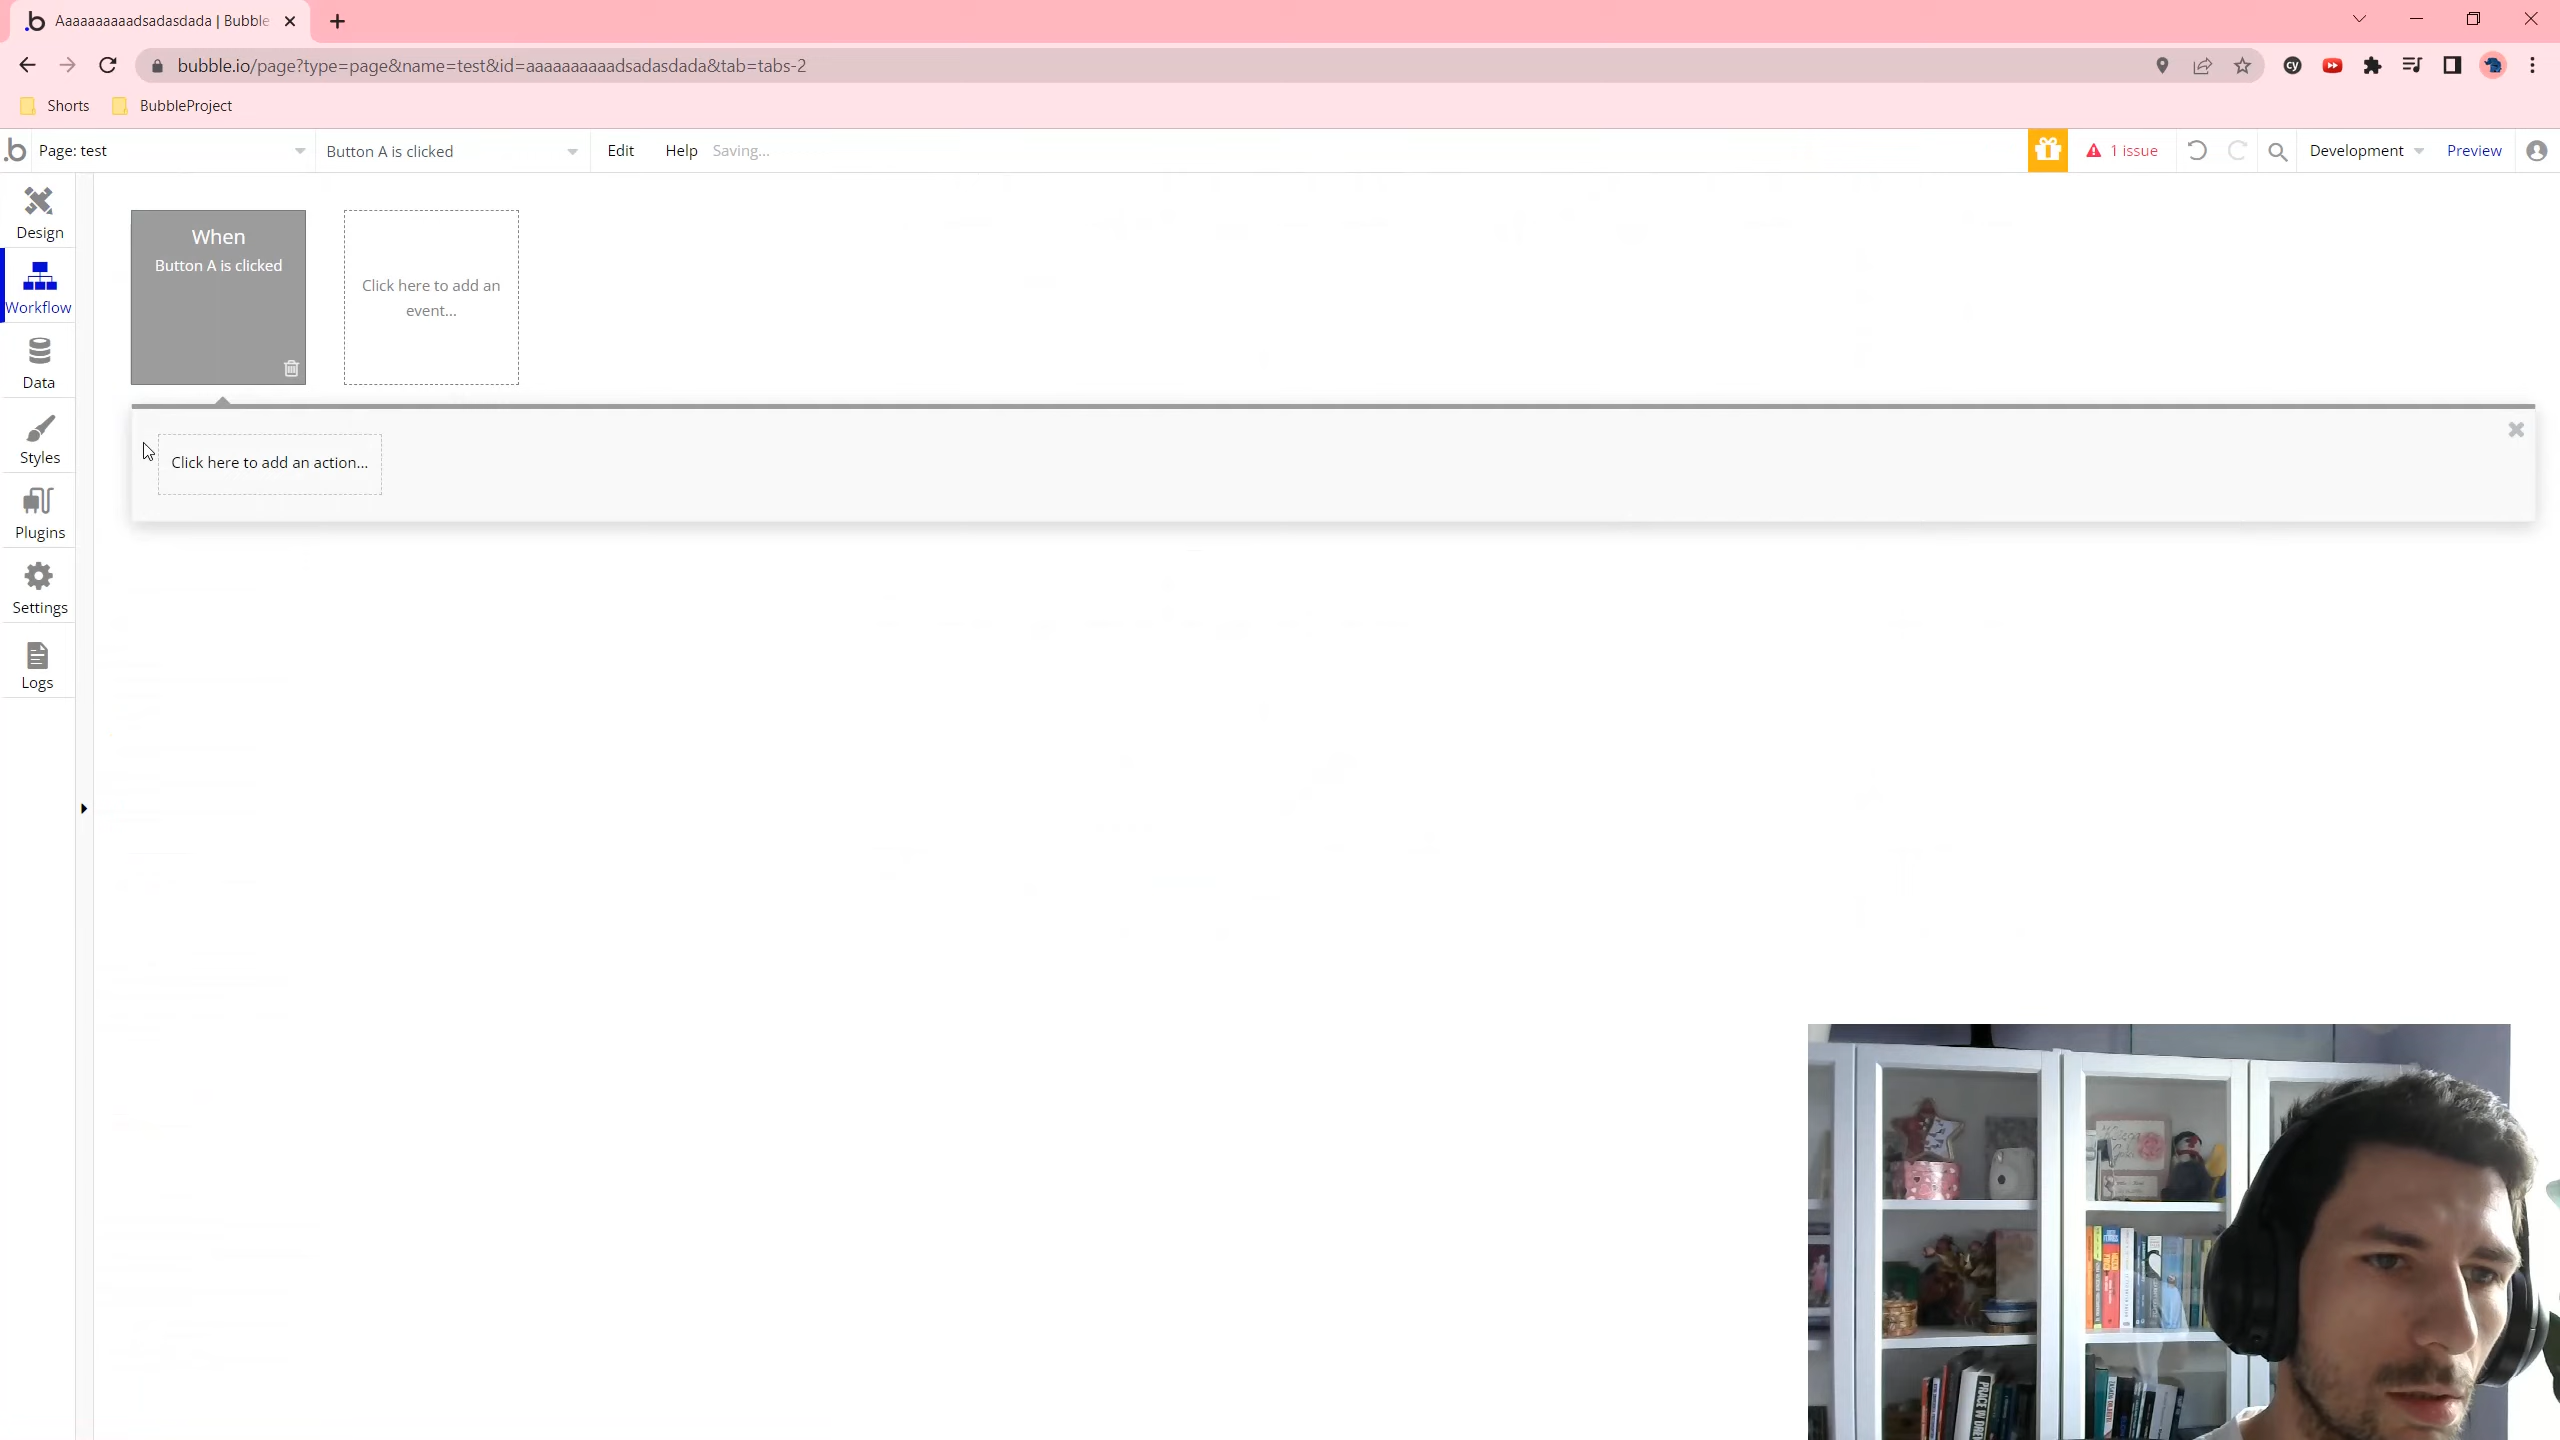 Aaaaaaaaaadsadasdada | Bubble
bubble.io/page?type=page&name=test&id=aaaaaaaaaadsadasdada&tab=tabs-2
Shorts
BubbleProject
Page: test
Button A is clicked
Edit
Help
Saving...
1 issue
Development
Preview
Design
Workflow
Data
Styles
Plugins
Settings
Logs
When
Button A is clicked
Click here to add an
event...
Click here to add an action...
PRACE W DREW